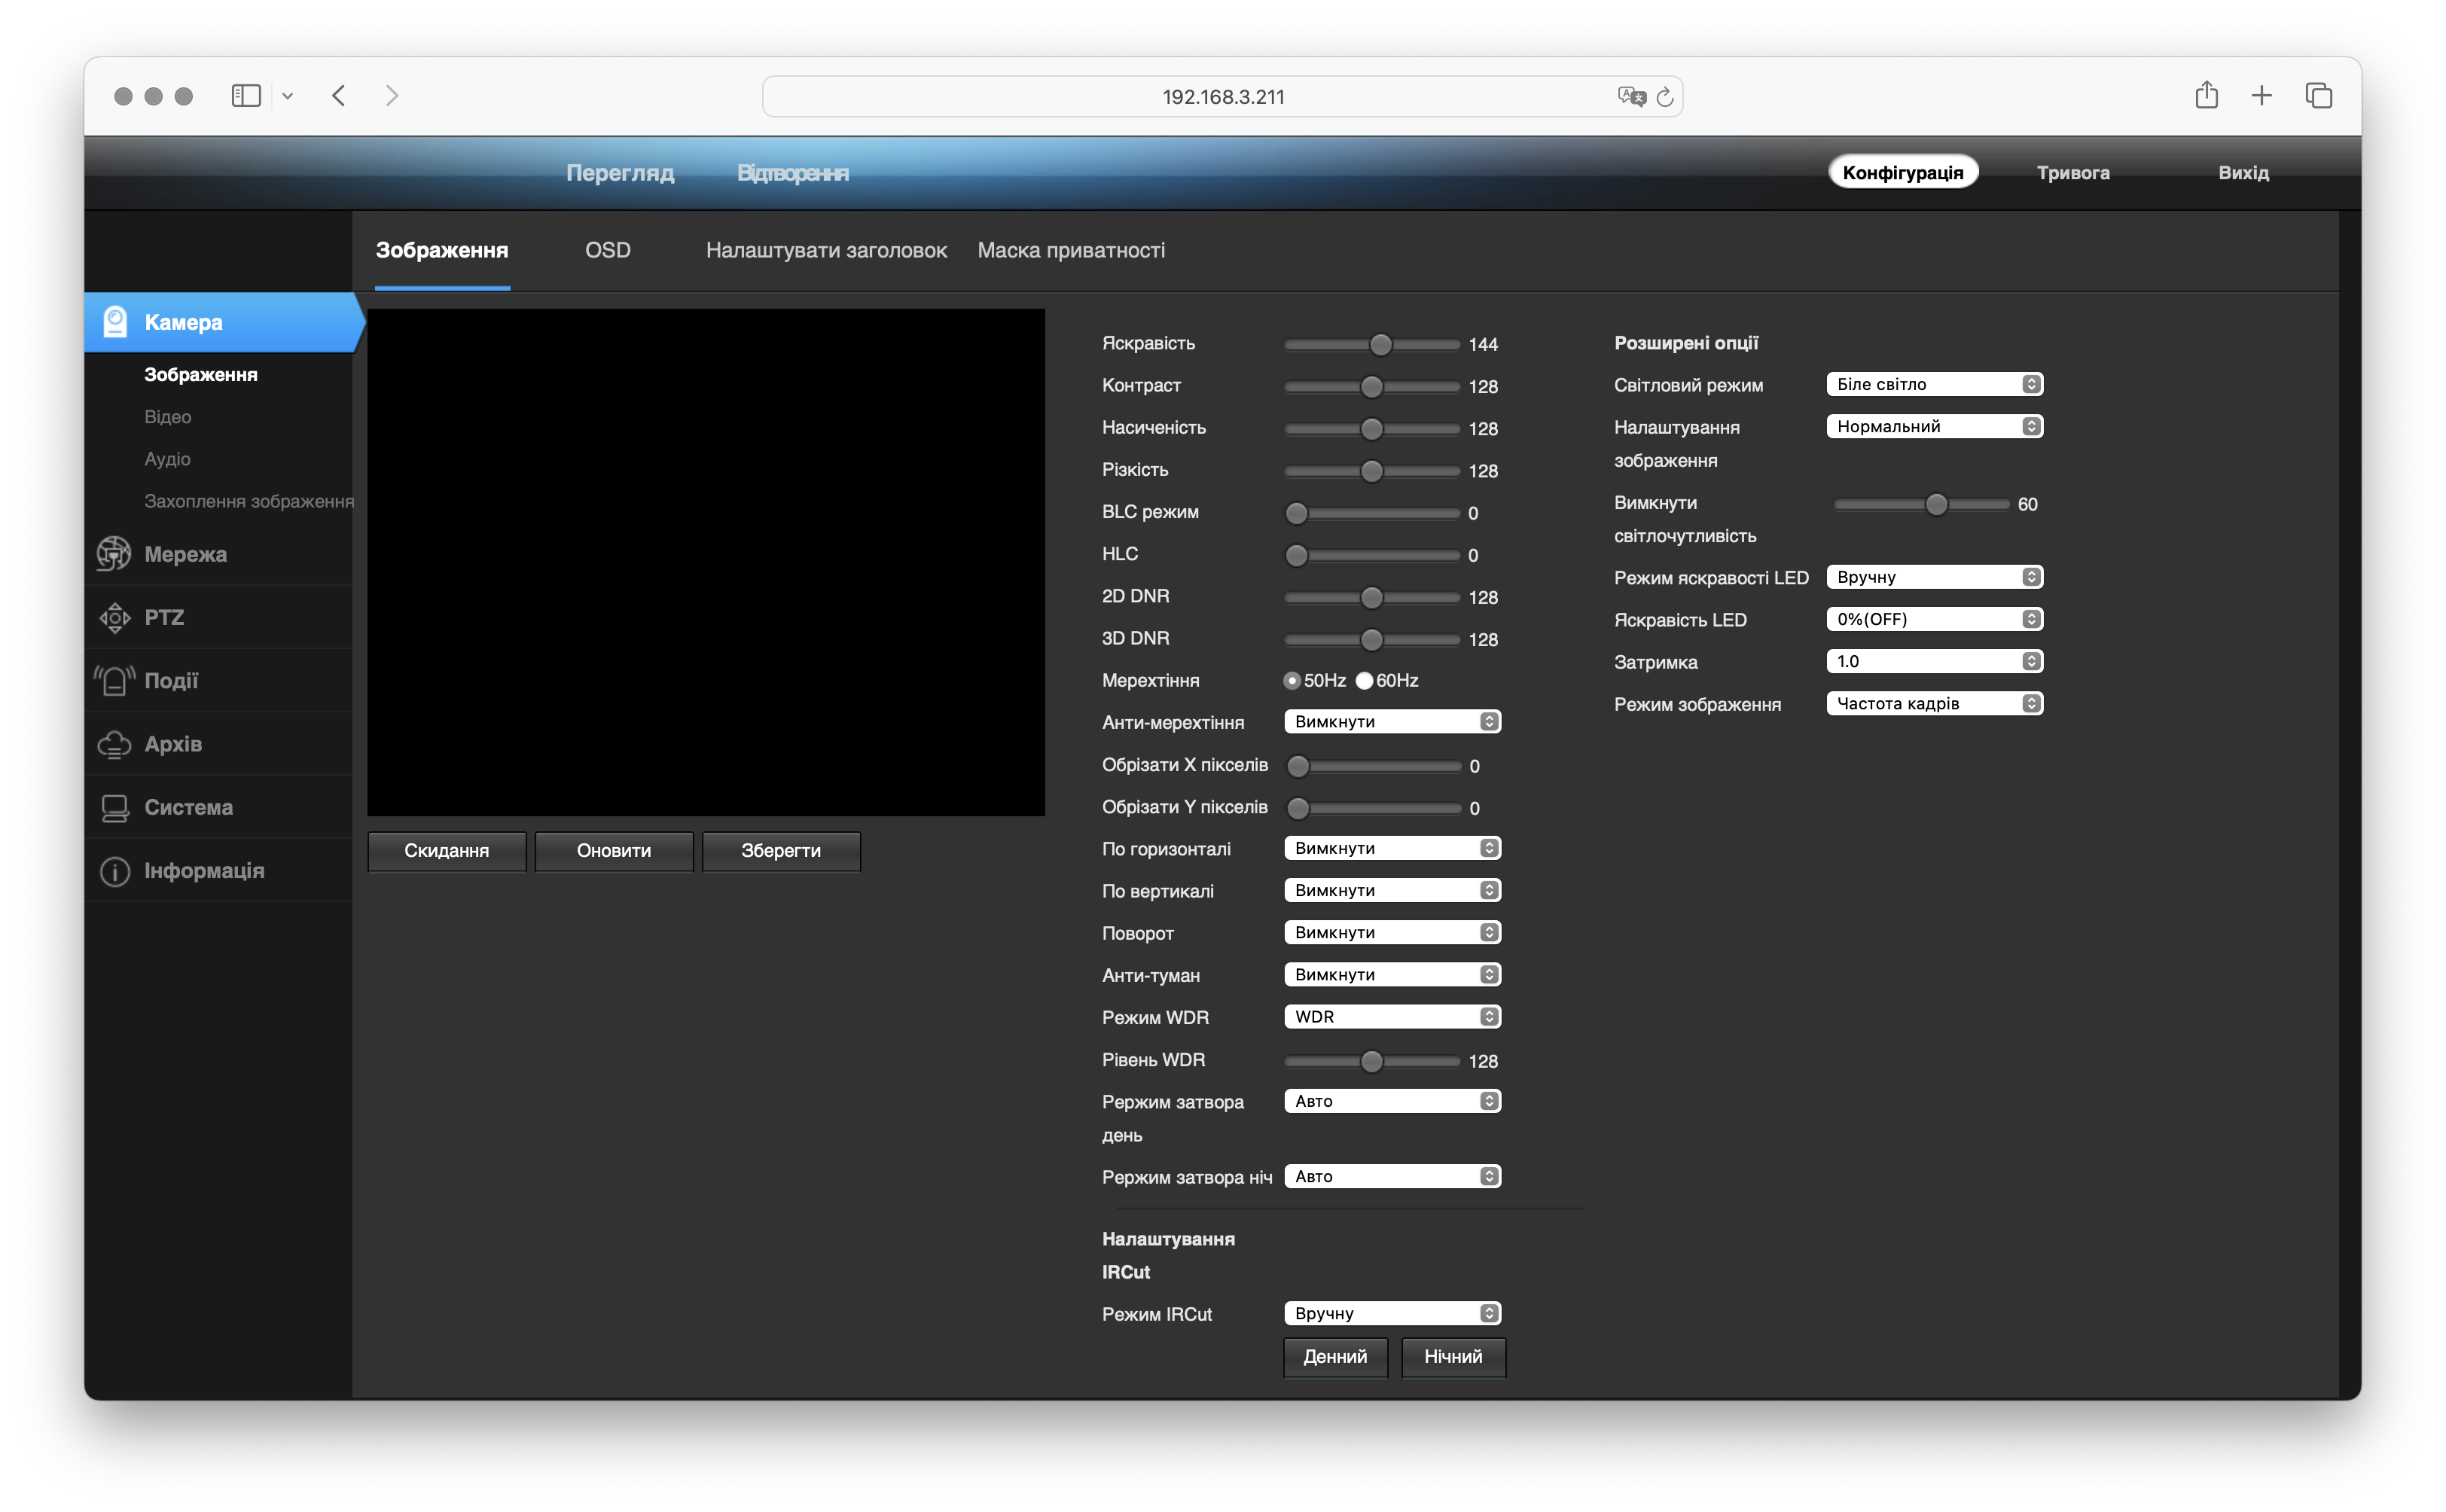 192.168.3.211
Перегляд
Відтворення
Конфігурація
Тривога
Вихід
Зображення
OSD
Налаштувати заголовок
Маска приватності
Камера
Зображення
Відео
Аудіо
Захоплення зображення
Мережа
PTZ
Події
Архів
Система
Інформація
Скидання
Оновити
Зберегти
Яскравість 144
Контраст 128
Насиченість 128
Різкість 128
BLC режим 0
HLC 0
2D DNR 128
3D DNR 128
Мерехтіння 50Hz 60Hz
Анти-мерехтіння Вимкнути
Обрізати X пікселів 0
Обрізати Y пікселів 0
По горизонталі Вимкнути
По вертикалі Вимкнути
Поворот Вимкнути
Анти-туман Вимкнути
Режим WDR WDR
Рівень WDR 128
Рержим затвора Авто
день
Рержим затвора ніч Авто
Налаштування
IRCut
Режим IRCut Вручну
Денний Нічний
Розширені опції
Світловий режим Біле світло
Налаштування Нормальний
зображення
Вимкнути 60
світлочутливість
Режим яскравості LED Вручну
Яскравість LED 0%(OFF)
Затримка 1.0
Режим зображення Частота кадрів